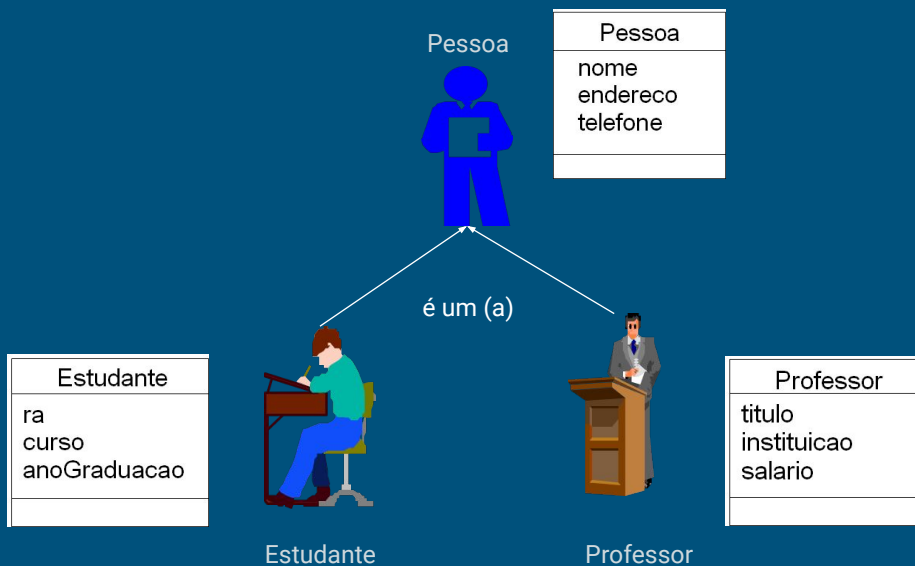 Pessoa
Pessoa
nome
endereco
telefone
é um (a)
Estudante
ra
curso
anoGraduacao
Professor
titulo
instituicao
salario
Estudante
Professor